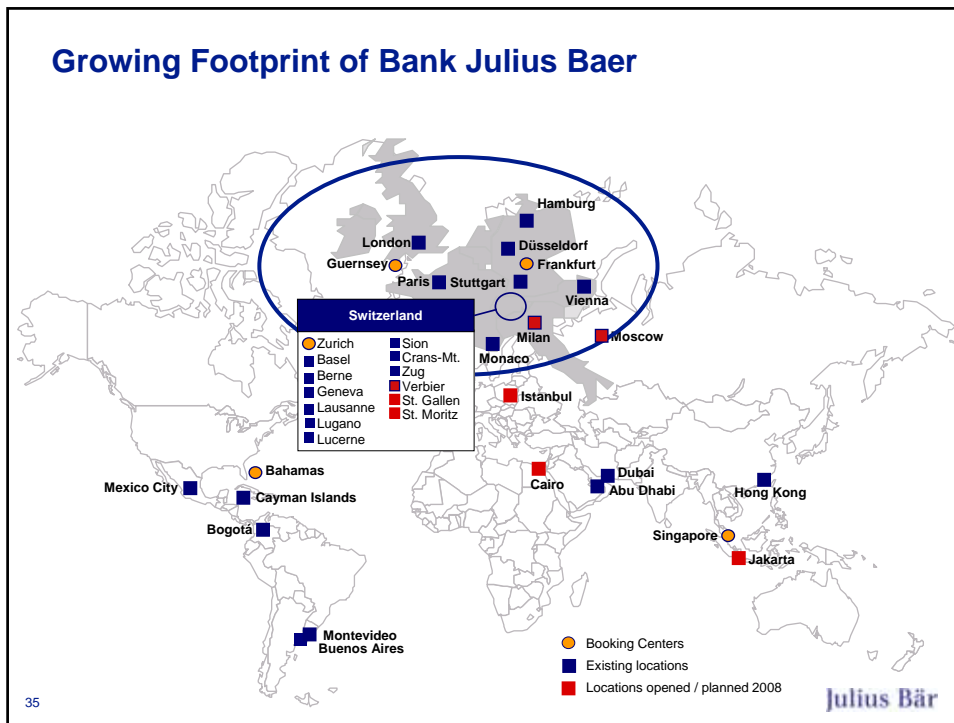 Growing Footprint of Bank Julius Baer
Hamburg
London
Düsseldorf
Guernsey
Frankfurt
Paris
Stuttgart
Vienna
Switzerland
Milan
Moscow
Monaco
Zurich
Basel
Berne
Geneva
Lausanne
Lugano
Lucerne
Sion
Crans-Mt.
Zug
Verbier
St. Gallen
St. Moritz
Istanbul
Bahamas
Mexico City
Cayman Islands
Bogotá
Cairo
Dubai
Abu Dhabi
Hong Kong
Singapore
Jakarta
Montevideo
Buenos Aires
Booking Centers
Existing locations
Locations opened / planned 2008
35
Julius Bär